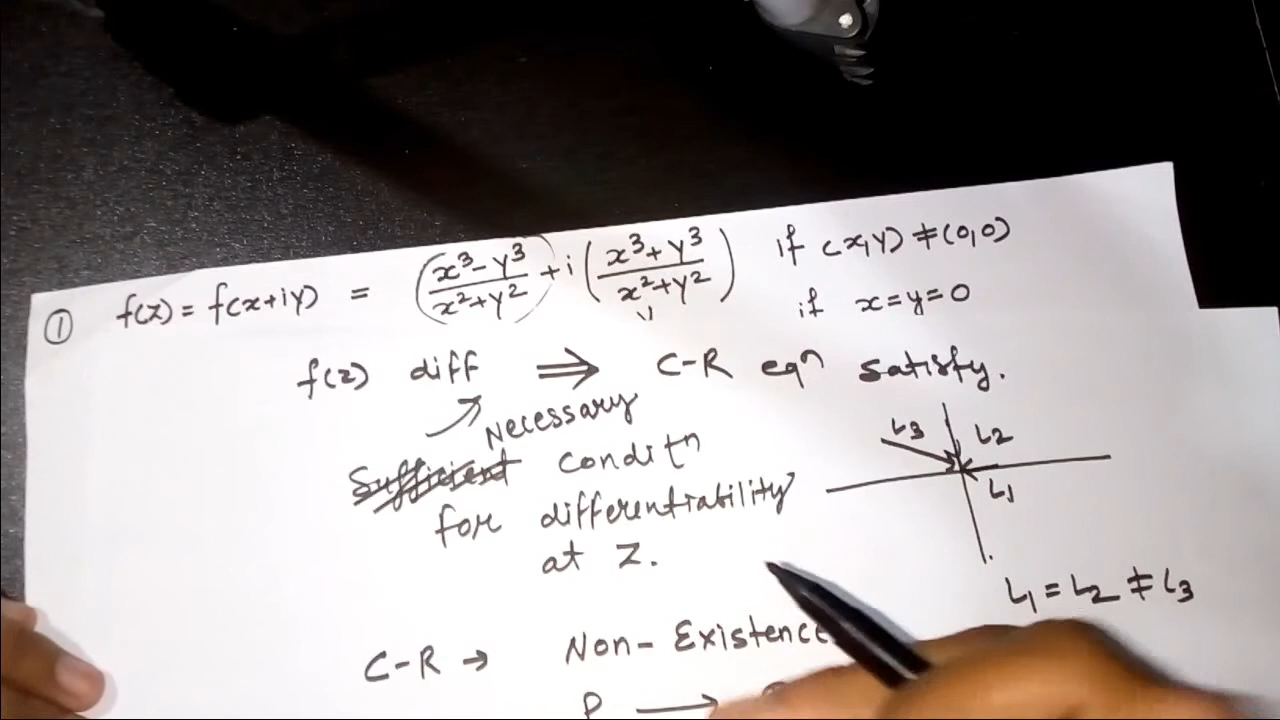 ① f(z) = f(x+iy) = (x³-y³/x²+y²) + i (x³+y³/x²+y²) if (x,y) ≠ (0,0)
if x=y=0
f(z) diff ⇒ C-R eqⁿ satisfy.
Necessary
Sufficient conditⁿ
for differentiability
at z.
L3 L2
L1
L1 = L2 ≠ L3
C-R → Non-Existence
P →